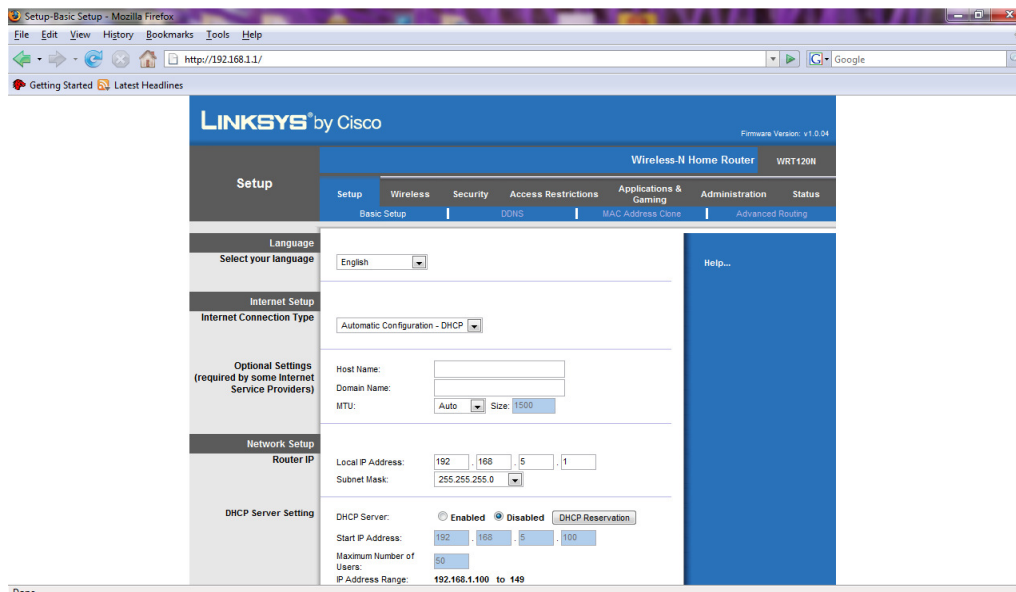 Setup-Basic Setup - Mozilla Firefox
File Edit View History Bookmarks Tools Help
http://192.168.1.1/
G Google
Getting Started Latest Headlines
LINKSYS® by Cisco
Firmware Version: v1.0.04
Wireless-N Home Router WRT120N
Setup
Setup Wireless Security Access Restrictions Applications & Gaming Administration Status
Basic Setup DDNS MAC Address Clone Advanced Routing
Language
Select your language English
Help...
Internet Setup
Internet Connection Type
Automatic Configuration - DHCP
Optional Settings
(required by some Internet
Service Providers)
Host Name:
Domain Name:
MTU: Auto Size: 1500
Network Setup
Router IP
Local IP Address: 192 . 168 . 5 . 1
Subnet Mask: 255.255.255.0
DHCP Server Setting
DHCP Server: Enabled Disabled DHCP Reservation
Start IP Address: 192 . 168 . 5 . 100
Maximum Number of
Users: 50
IP Address Range: 192.168.1.100 to 149